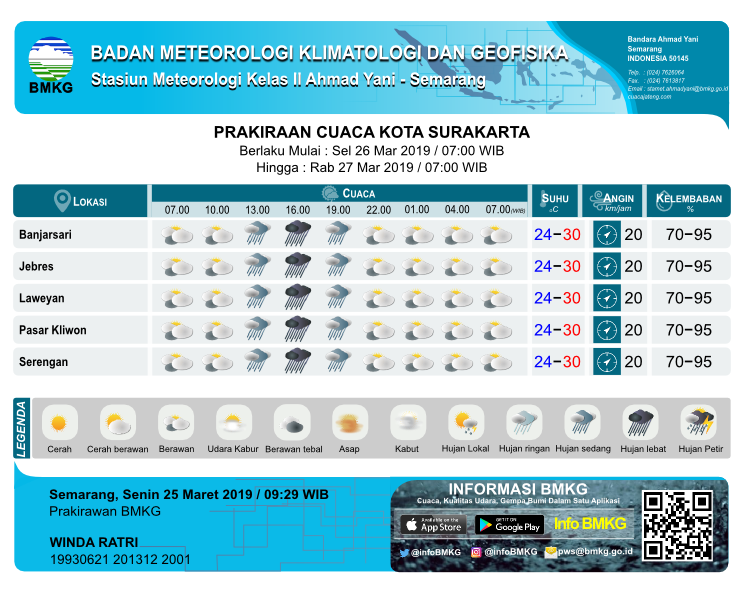 BMKG
BADAN METEOROLOGI KLIMATOLOGI DAN GEOFISIKA
Stasiun Meteorologi Kelas II Ahmad Yani - Semarang
Bandara Ahmad Yani
Semarang
INDONESIA 50145
Telp. : (024) 7626064
Fax. : (024) 7613817
Email : stamet.ahmadyani@bmkg.go.id
cuacajateng.com
PRAKIRAAN CUACA KOTA SURAKARTA
Berlaku Mulai : Sel 26 Mar 2019 / 07:00 WIB
Hingga : Rab 27 Mar 2019 / 07:00 WIB
LOKASI CUACA SUHU °C ANGIN km/jam KELEMBABAN %
07.00 10.00 13.00 16.00 19.00 22.00 01.00 04.00 07.00 (WIB)
Banjarsari 24-30 20 70-95
Jebres 24-30 20 70-95
Laweyan 24-30 20 70-95
Pasar Kliwon 24-30 20 70-95
Serengan 24-30 20 70-95
LEGENDA
Cerah Cerah berawan Berawan Udara Kabur Berawan tebal Asap Kabut Hujan Lokal Hujan ringan Hujan sedang Hujan lebat Hujan Petir
Semarang, Senin 25 Maret 2019 / 09:29 WIB
Prakirawan BMKG
WINDA RATRI
19930621 201312 2001
INFORMASI BMKG
Cuaca, Kualitas Udara, Gempa Bumi Dalam Satu Aplikasi
Available on the App Store GET IT ON Google Play Info BMKG
@infoBMKG @infoBMKG pws@bmkg.go.id